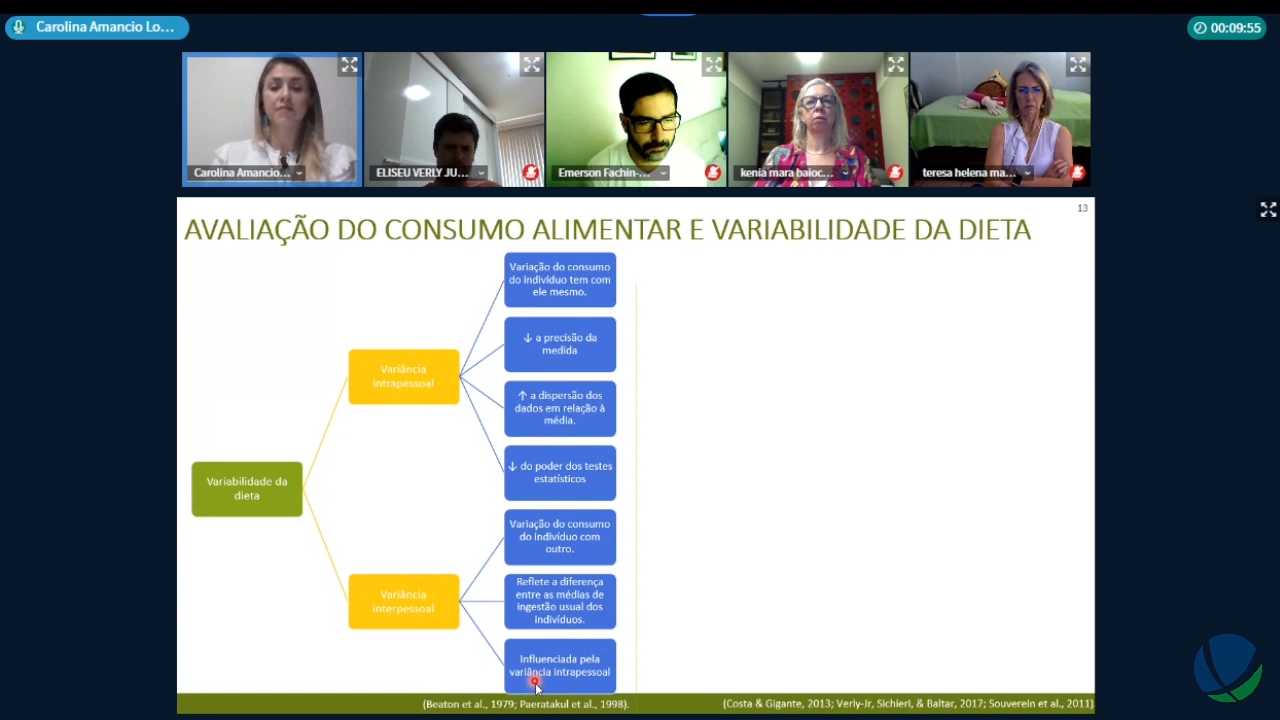 Carolina Amancio Lo...
00:09:55
Carolina Amancio...
ELISEU VERLY JU...
Emerson Fachin-...
kenia mara baioc...
teresa helena ma...
13
AVALIAÇÃO DO CONSUMO ALIMENTAR E VARIABILIDADE DA DIETA
Variabilidade da
dieta
Variância
intrapessoal
Variação do consumo
do indivíduo tem com
ele mesmo.
↓ a precisão da
medida
↑ a dispersão dos
dados em relação à
média.
↓ do poder dos testes
estatísticos
Variância
interpessoal
Variação do consumo
do indivíduo com
outro.
Reflete a diferença
entre as médias de
ingestão usual dos
indivíduos.
Influenciada pela
variância intrapessoal
(Beaton et al., 1979; Paeratakul et al., 1998).
(Costa & Gigante, 2013; Verly-Jr, Sichieri, & Baltar, 2017; Souverein et al., 2011)